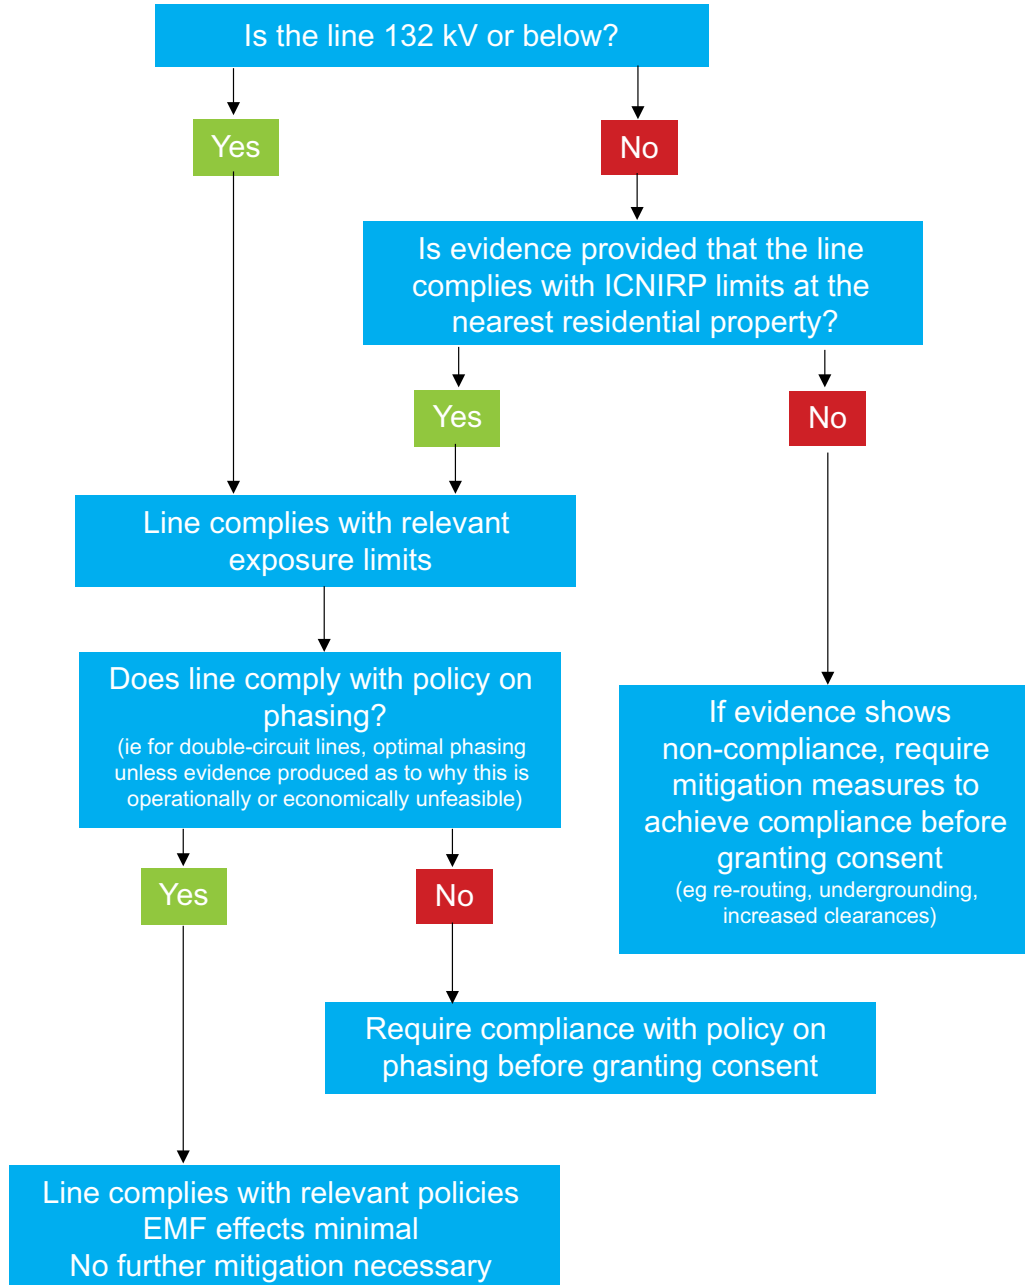 Is the line 132 kV or below?
Yes
No
Is evidence provided that the line
complies with ICNIRP limits at the
nearest residential property?
Yes
No
Line complies with relevant
exposure limits
Does line comply with policy on
phasing?
(ie for double-circuit lines, optimal phasing
unless evidence produced as to why this is
operationally or economically unfeasible)
If evidence shows
non-compliance, require
mitigation measures to
achieve compliance before
granting consent
(eg re-routing, undergrounding,
increased clearances)
Yes
No
Require compliance with policy on
phasing before granting consent
Line complies with relevant policies
EMF effects minimal
No further mitigation necessary